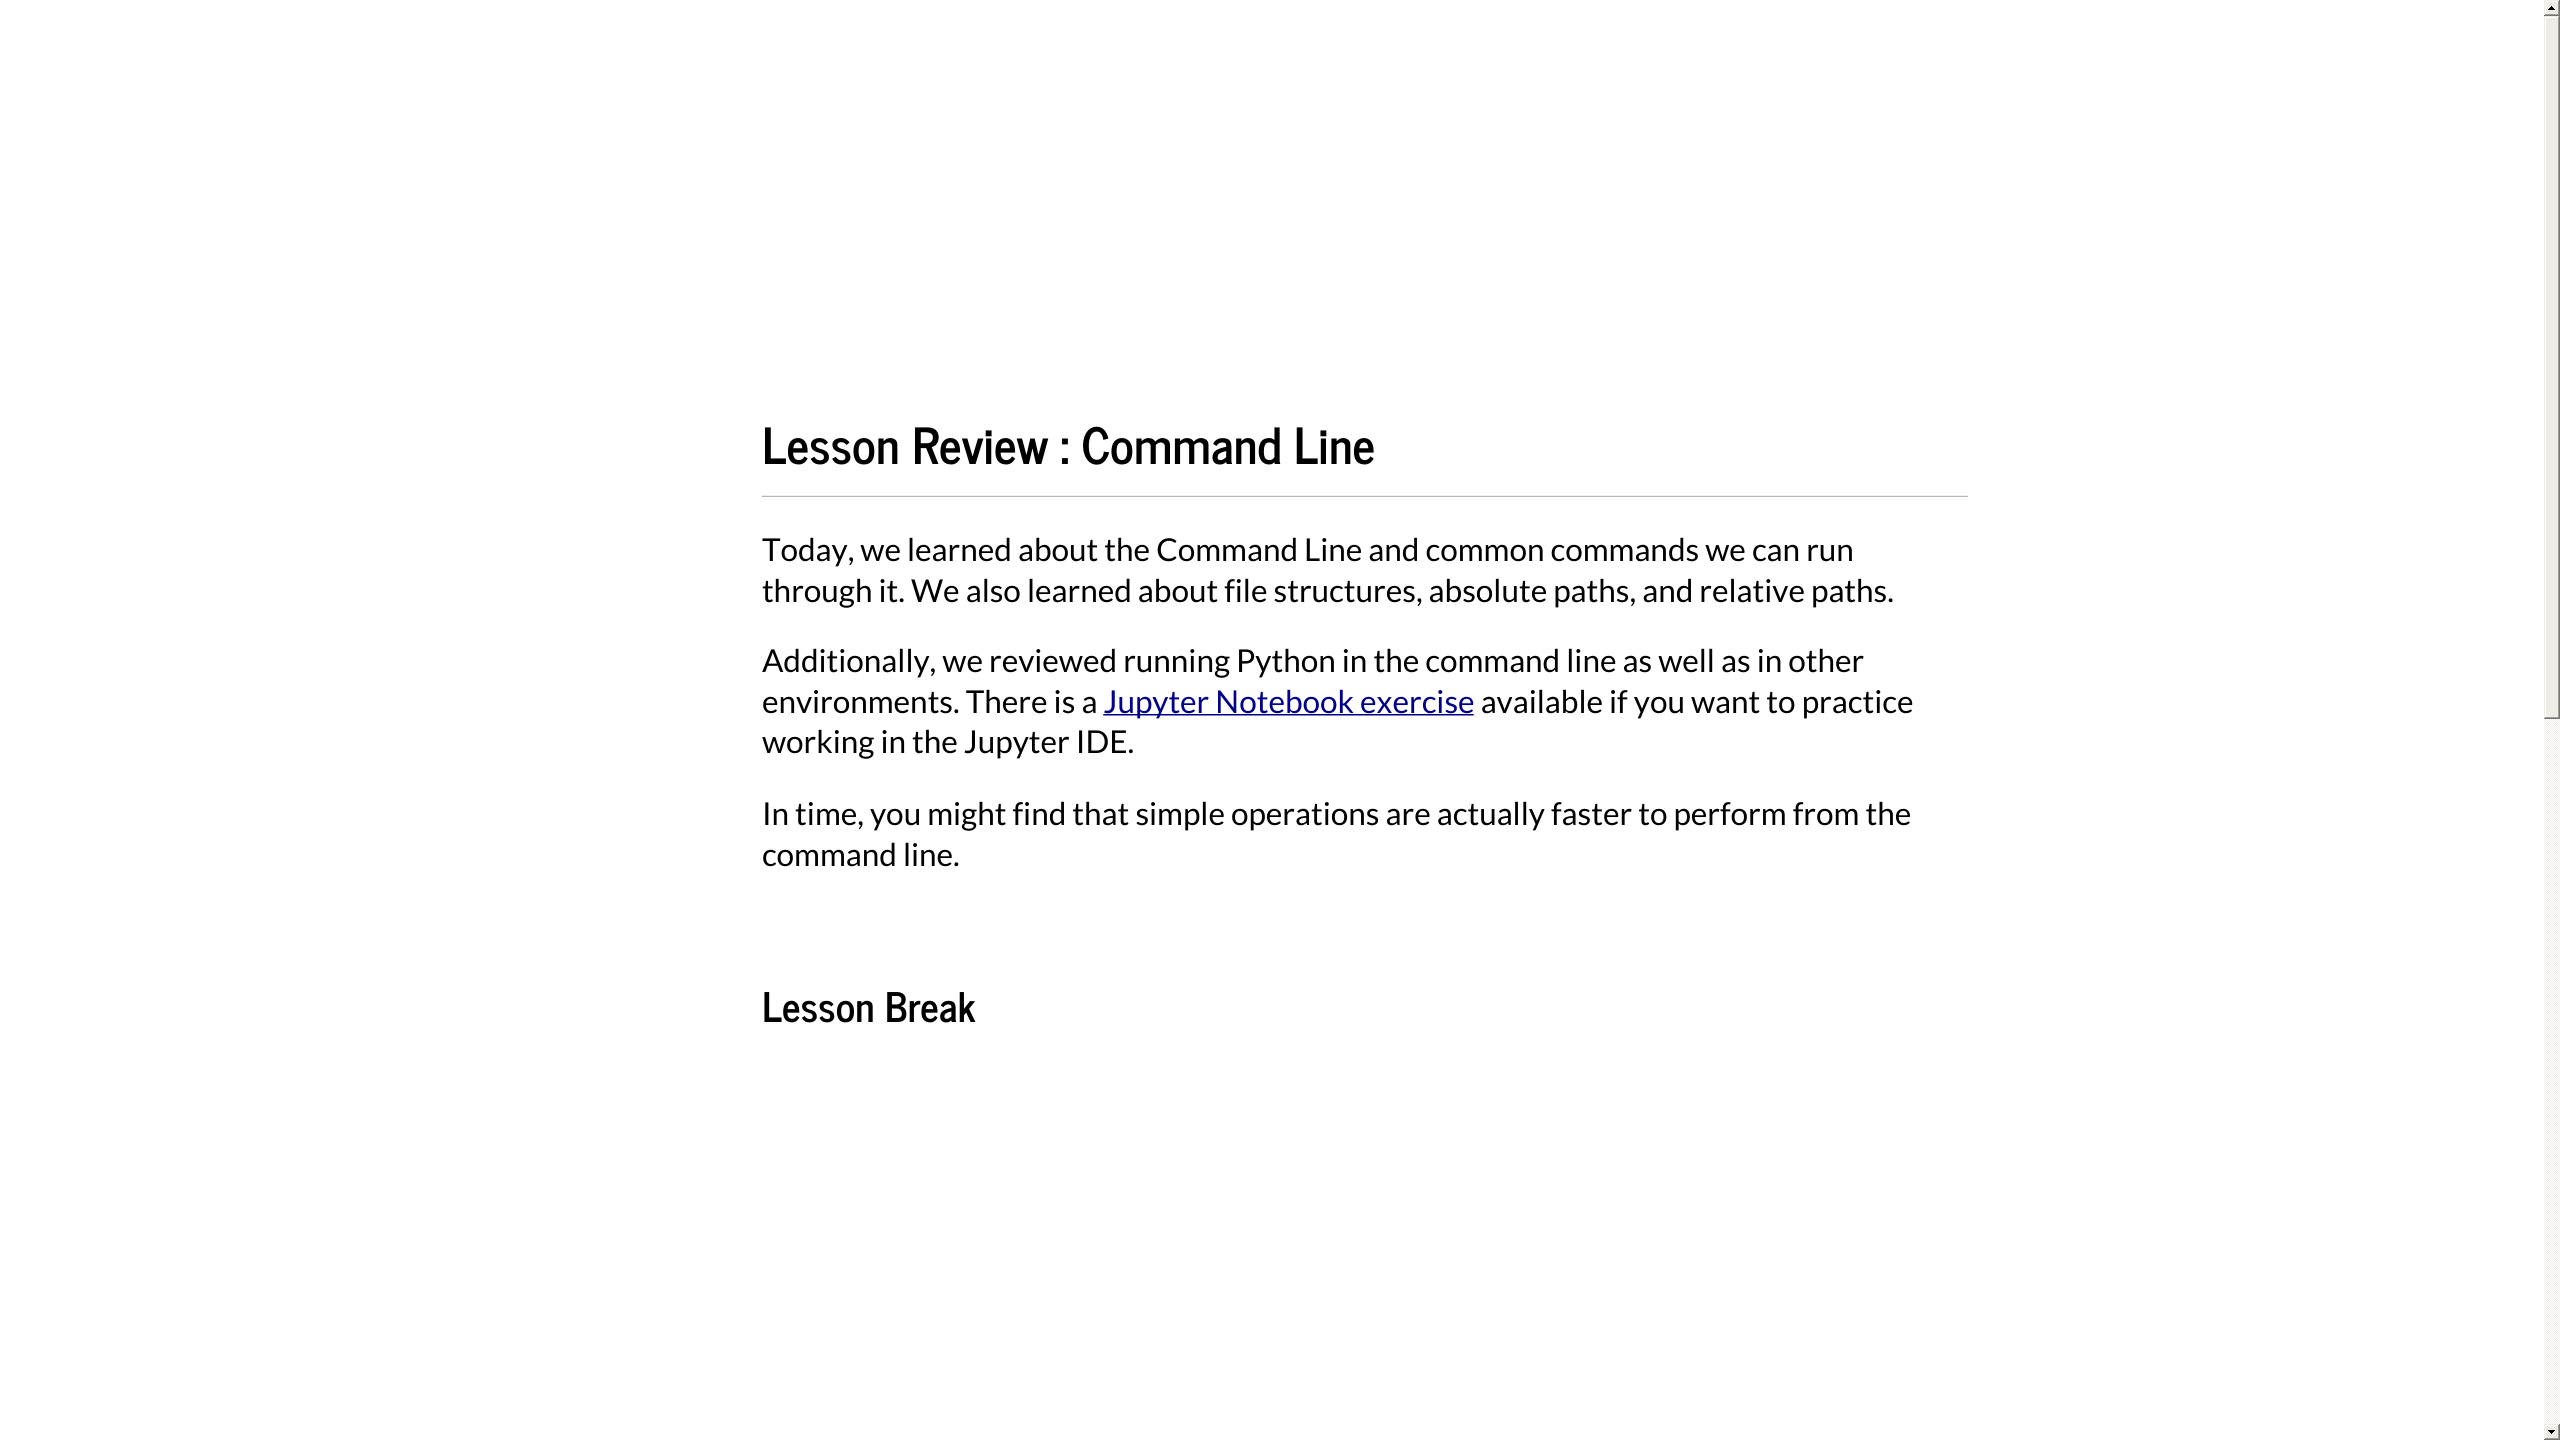 Lesson Review : Command Line
Today, we learned about the Command Line and common commands we can run
through it. We also learned about file structures, absolute paths, and relative paths.
Additionally, we reviewed running Python in the command line as well as in other
environments. There is a Jupyter Notebook exercise available if you want to practice
working in the Jupyter IDE.
In time, you might find that simple operations are actually faster to perform from the
command line.
Lesson Break